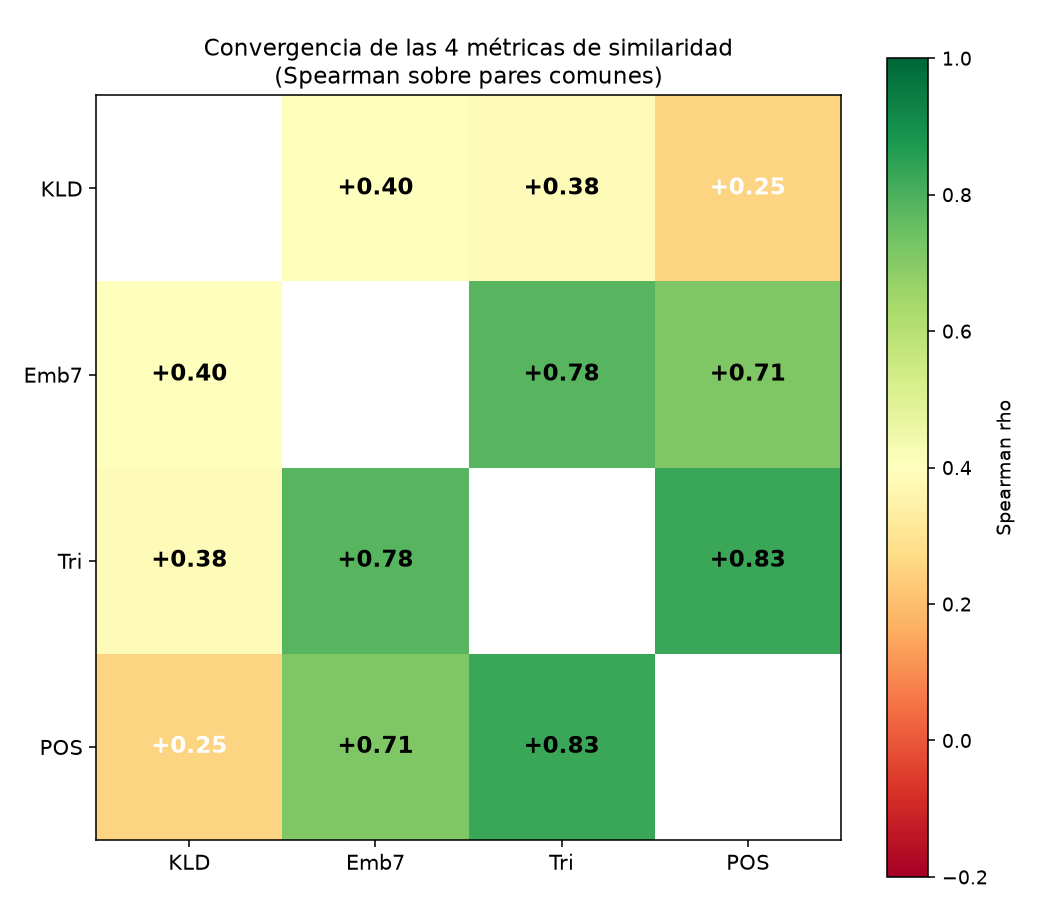 Convergencia de las 4 métricas de similaridad
(Spearman sobre pares comunes)
KLD
+0.40
+0.38
+0.25
Emb7
+0.40
+0.78
+0.71
Tri
+0.38
+0.78
+0.83
POS
+0.25
+0.71
+0.83
KLD
Emb7
Tri
POS
1.0
0.8
0.6
0.4
0.2
0.0
−0.2
Spearman rho